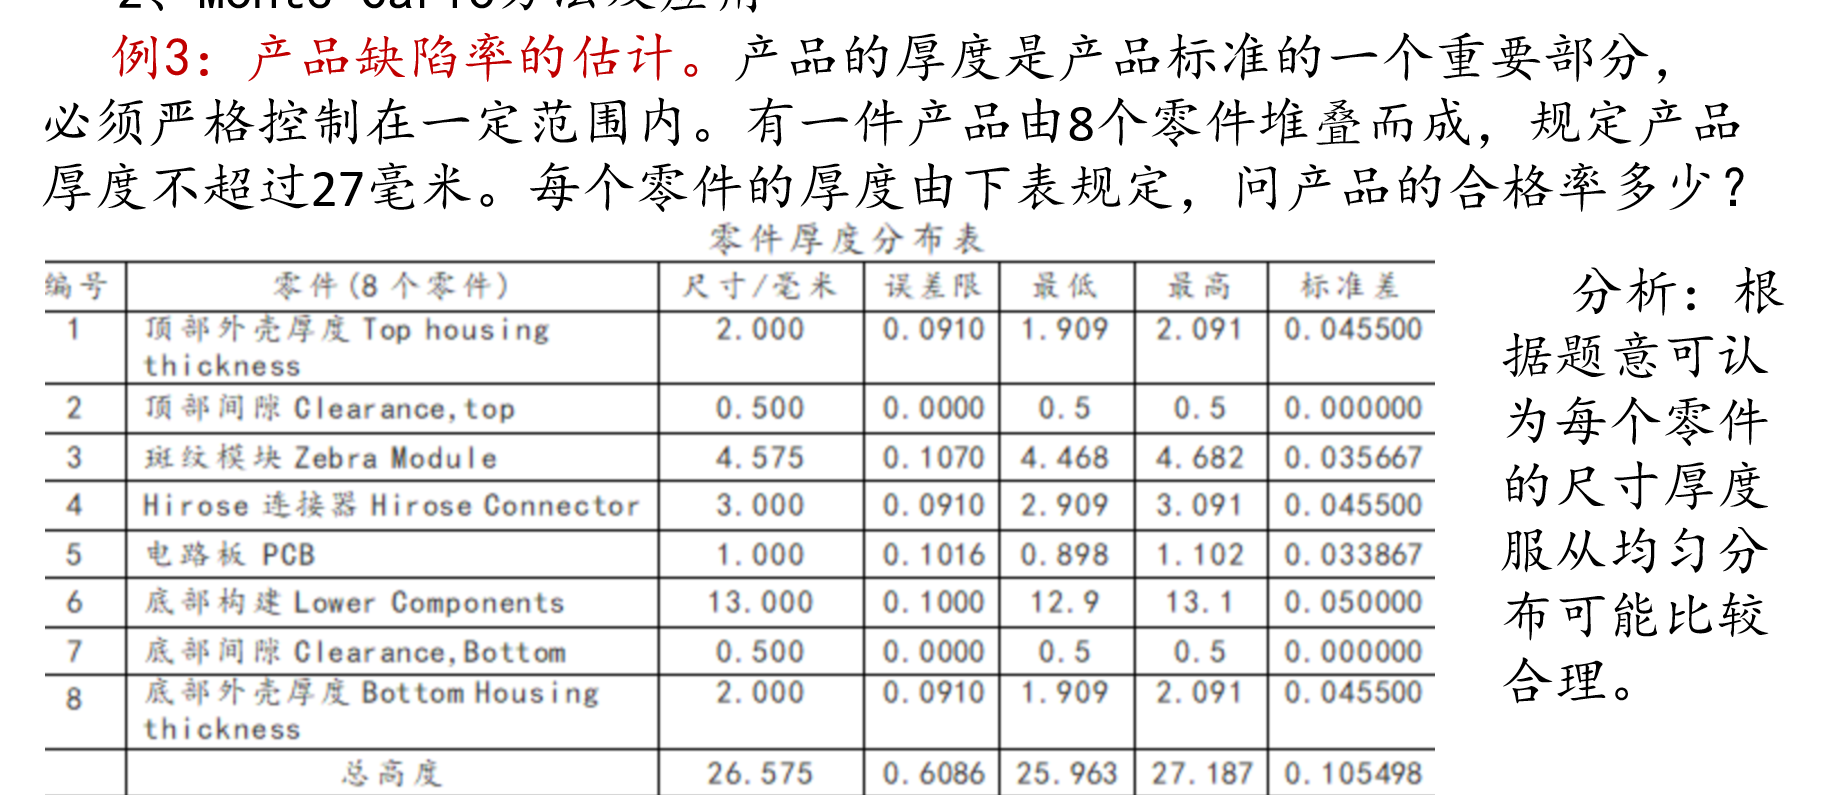 2、Monte Carlo方法及应用
例3：产品缺陷率的估计。产品的厚度是产品标准的一个重要部分，
必须严格控制在一定范围内。有一件产品由8个零件堆叠而成，规定产品
厚度不超过27毫米。每个零件的厚度由下表规定，问产品的合格率多少？
零件厚度分布表
编号 零件(8个零件) 尺寸/毫米 误差限 最低 最高 标准差
1 顶部外壳厚度 Top housing thickness 2.000 0.0910 1.909 2.091 0.045500
2 顶部间隙 Clearance,top 0.500 0.0000 0.5 0.5 0.000000
3 斑纹模块 Zebra Module 4.575 0.1070 4.468 4.682 0.035667
4 Hirose 连接器 Hirose Connector 3.000 0.0910 2.909 3.091 0.045500
5 电路板 PCB 1.000 0.1016 0.898 1.102 0.033867
6 底部构建 Lower Components 13.000 0.1000 12.9 13.1 0.050000
7 底部间隙 Clearance,Bottom 0.500 0.0000 0.5 0.5 0.000000
8 底部外壳厚度 Bottom Housing thickness 2.000 0.0910 1.909 2.091 0.045500
总高度 26.575 0.6086 25.963 27.187 0.105498
分析：根
据题意可认
为每个零件
的尺寸厚度
服从均匀分
布可能比较
合理。